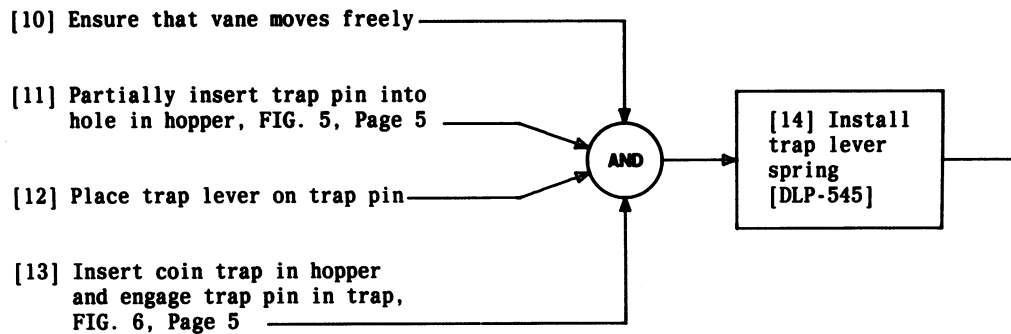 [10] Ensure that vane moves freely
[11] Partially insert trap pin into
hole in hopper, FIG. 5, Page 5
[12] Place trap lever on trap pin
[13] Insert coin trap in hopper
and engage trap pin in trap,
FIG. 6, Page 5
AND
[14] Install
trap lever
spring
[DLP-545]